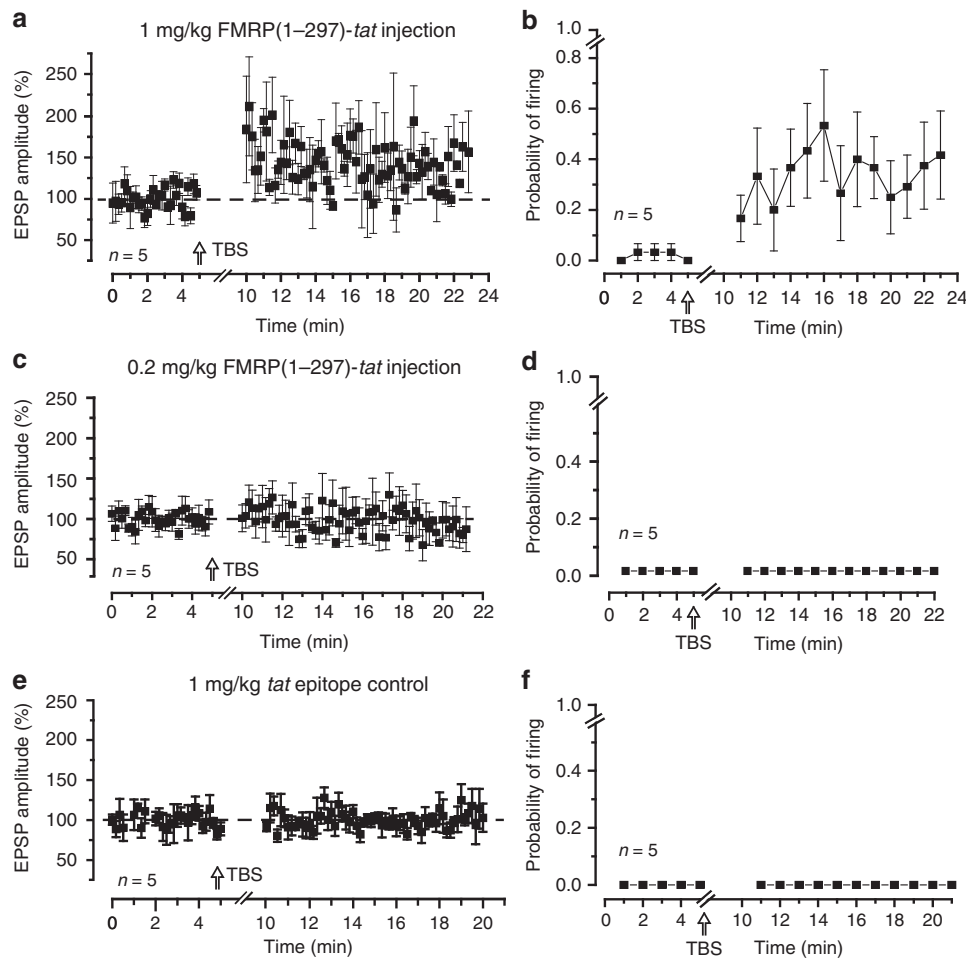 a
1 mg/kg FMRP(1–297)-tat injection
EPSP amplitude (%)
250
200
150
100
50
n = 5
TBS
0 2 4 10 12 14 16 18 20 22 24
Time (min)
b
Probability of firing
1.0
0.8
0.6
0.4
0.2
0.0
n = 5
0 2 4 10 12 14 16 18 20 22 24
TBS
Time (min)
c
0.2 mg/kg FMRP(1–297)-tat injection
EPSP amplitude (%)
250
200
150
100
50
n = 5
TBS
0 2 4 10 12 14 16 18 20 22
Time (min)
d
Probability of firing
1.0
0.4
0.2
0.0
n = 5
0 2 4 10 12 14 16 18 20 22
TBS
Time (min)
e
1 mg/kg tat epitope control
EPSP amplitude (%)
250
200
150
100
50
n = 5
TBS
0 2 4 10 12 14 16 18 20
Time (min)
f
Probability of firing
1.0
0.4
0.2
0.0
n = 5
0 2 4 10 12 14 16 18 20
TBS
Time (min)